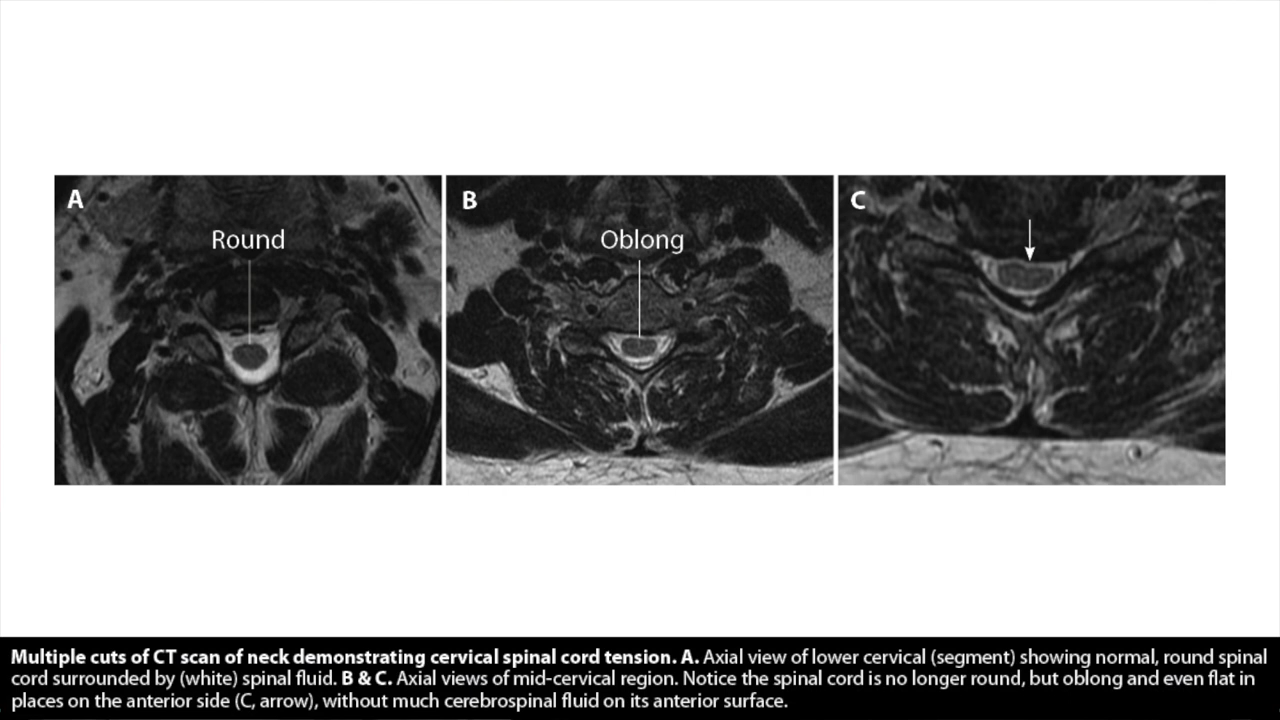 A
B
C
Round
Oblong
Multiple cuts of CT scan of neck demonstrating cervical spinal cord tension. A. Axial view of lower cervical (segment) showing normal, round spinal
cord surrounded by (white) spinal fluid. B & C. Axial views of mid-cervical region. Notice the spinal cord is no longer round, but oblong and even flat in
places on the anterior side (C, arrow), without much cerebrospinal fluid on its anterior surface.